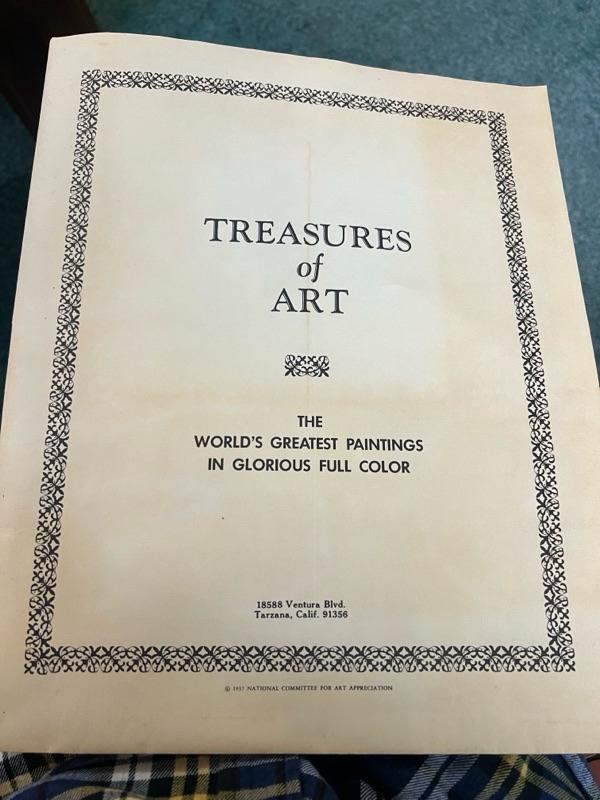 TREASURES
of
ART
THE
WORLD'S GREATEST PAINTINGS
IN GLORIOUS FULL COLOR
18588 Ventura Blvd.
Tarzana, Calif. 91356
© 1937 NATIONAL COMMITTEE FOR ART APPRECIATION